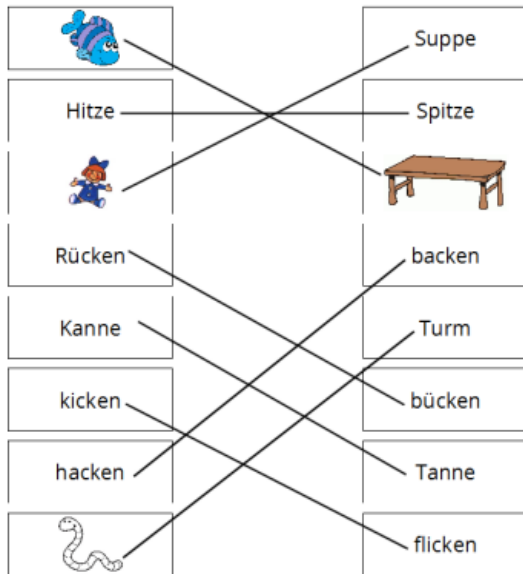 Suppe
Hitze
Spitze
Rücken
backen
Kanne
Turm
kicken
bücken
hacken
Tanne
flicken